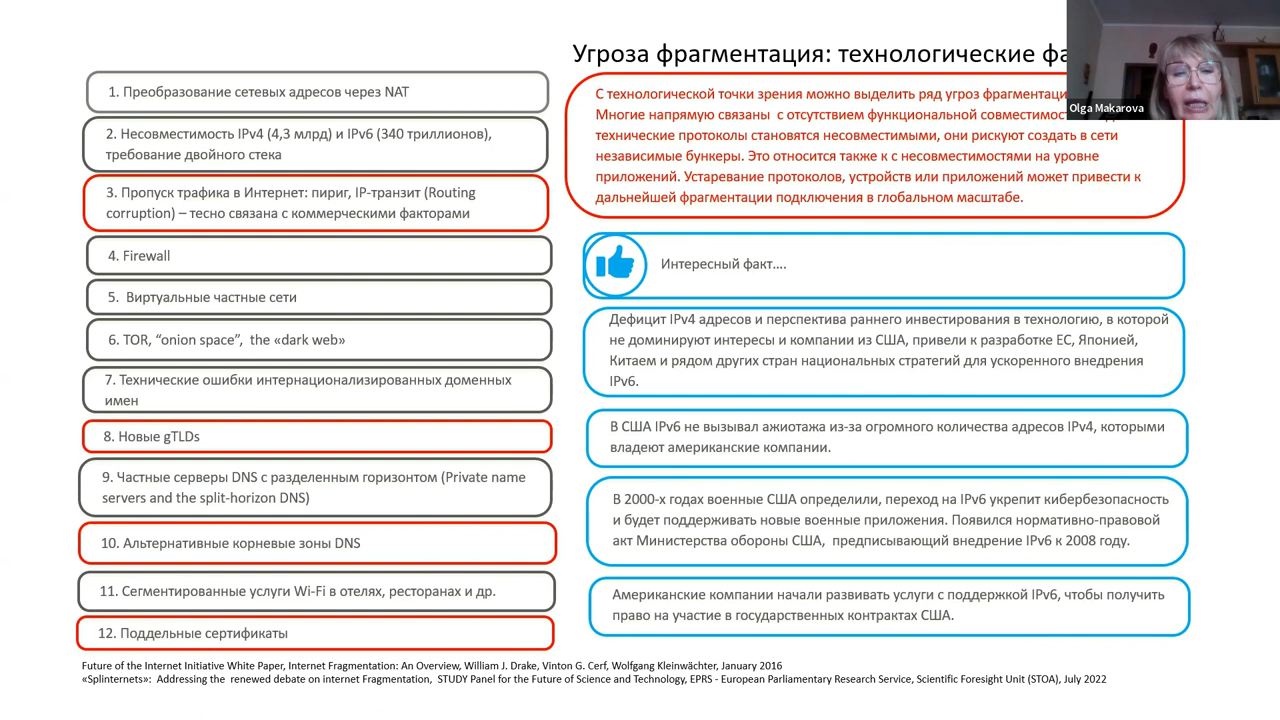 Угроза фрагментация: технологические
Olga Makarova
1. Преобразование сетевых адресов через NAT
2. Несовместимость IPv4 (4,3 млрд) и IPv6 (340 триллионов),
требование двойного стека
3. Пропуск трафика в Интернет: пириг, IP-транзит (Routing
corruption) – тесно связана с коммерческими факторами
4. Firewall
5. Виртуальные частные сети
6. TOR, “onion space”, the «dark web»
7. Технические ошибки интернационализированных доменных
имен
8. Новые gTLDs
9. Частные серверы DNS с разделенным горизонтом (Private name
servers and the split-horizon DNS)
10. Альтернативные корневые зоны DNS
11. Сегментированные услуги Wi-Fi в отелях, ресторанах и др.
12. Поддельные сертификаты
С технологической точки зрения можно выделить ряд угроз
Многие напрямую связаны с отсутствием функциональной
технические протоколы становятся несовместимыми, они рискуют создать в сети
независимые бункеры. Это относится также к с несовместимостями на уровне
приложений. Устаревание протоколов, устройств или приложений может привести к
дальнейшей фрагментации подключения в глобальном масштабе.
Интересный факт....
Дефицит IPv4 адресов и перспектива раннего инвестирования в технологию, в которой
не доминируют интересы и компании из США, привели к разработке ЕС, Японией,
Китаем и рядом других стран национальных стратегий для ускоренного внедрения
IPv6.
В США IPv6 не вызывал ажиотажа из-за огромного количества адресов IPv4, которыми
владеют американские компании.
В 2000-х годах военные США определили, переход на IPv6 укрепит кибербезопасность
и будет поддерживать новые военные приложения. Появился нормативно-правовой
акт Министерства обороны США, предписывающий внедрение IPv6 к 2008 году.
Американские компании начали развивать услуги с поддержкой IPv6, чтобы получить
право на участие в государственных контрактах США.
Future of the Internet Initiative White Paper, Internet Fragmentation: An Overview, William J. Drake, Vinton G. Cerf, Wolfgang Kleinwächter, January 2016
«Splinternets»: Addressing the renewed debate on internet Fragmentation, STUDY Panel for the Future of Science and Technology, EPRS - European Parliamentary Research Service, Scientific Foresight Unit (STOA), July 2022